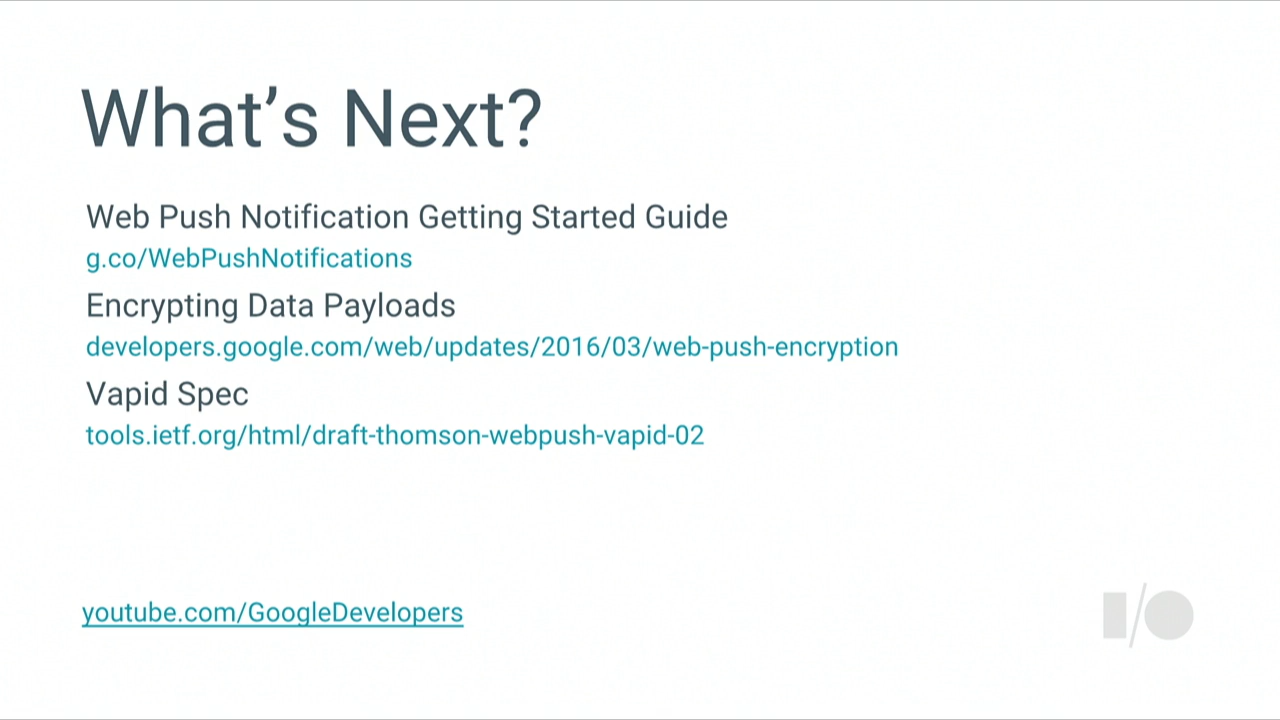 What's Next?
Web Push Notification Getting Started Guide
g.co/WebPushNotifications
Encrypting Data Payloads
developers.google.com/web/updates/2016/03/web-push-encryption
Vapid Spec
tools.ietf.org/html/draft-thomson-webpush-vapid-02
youtube.com/GoogleDevelopers
I/O